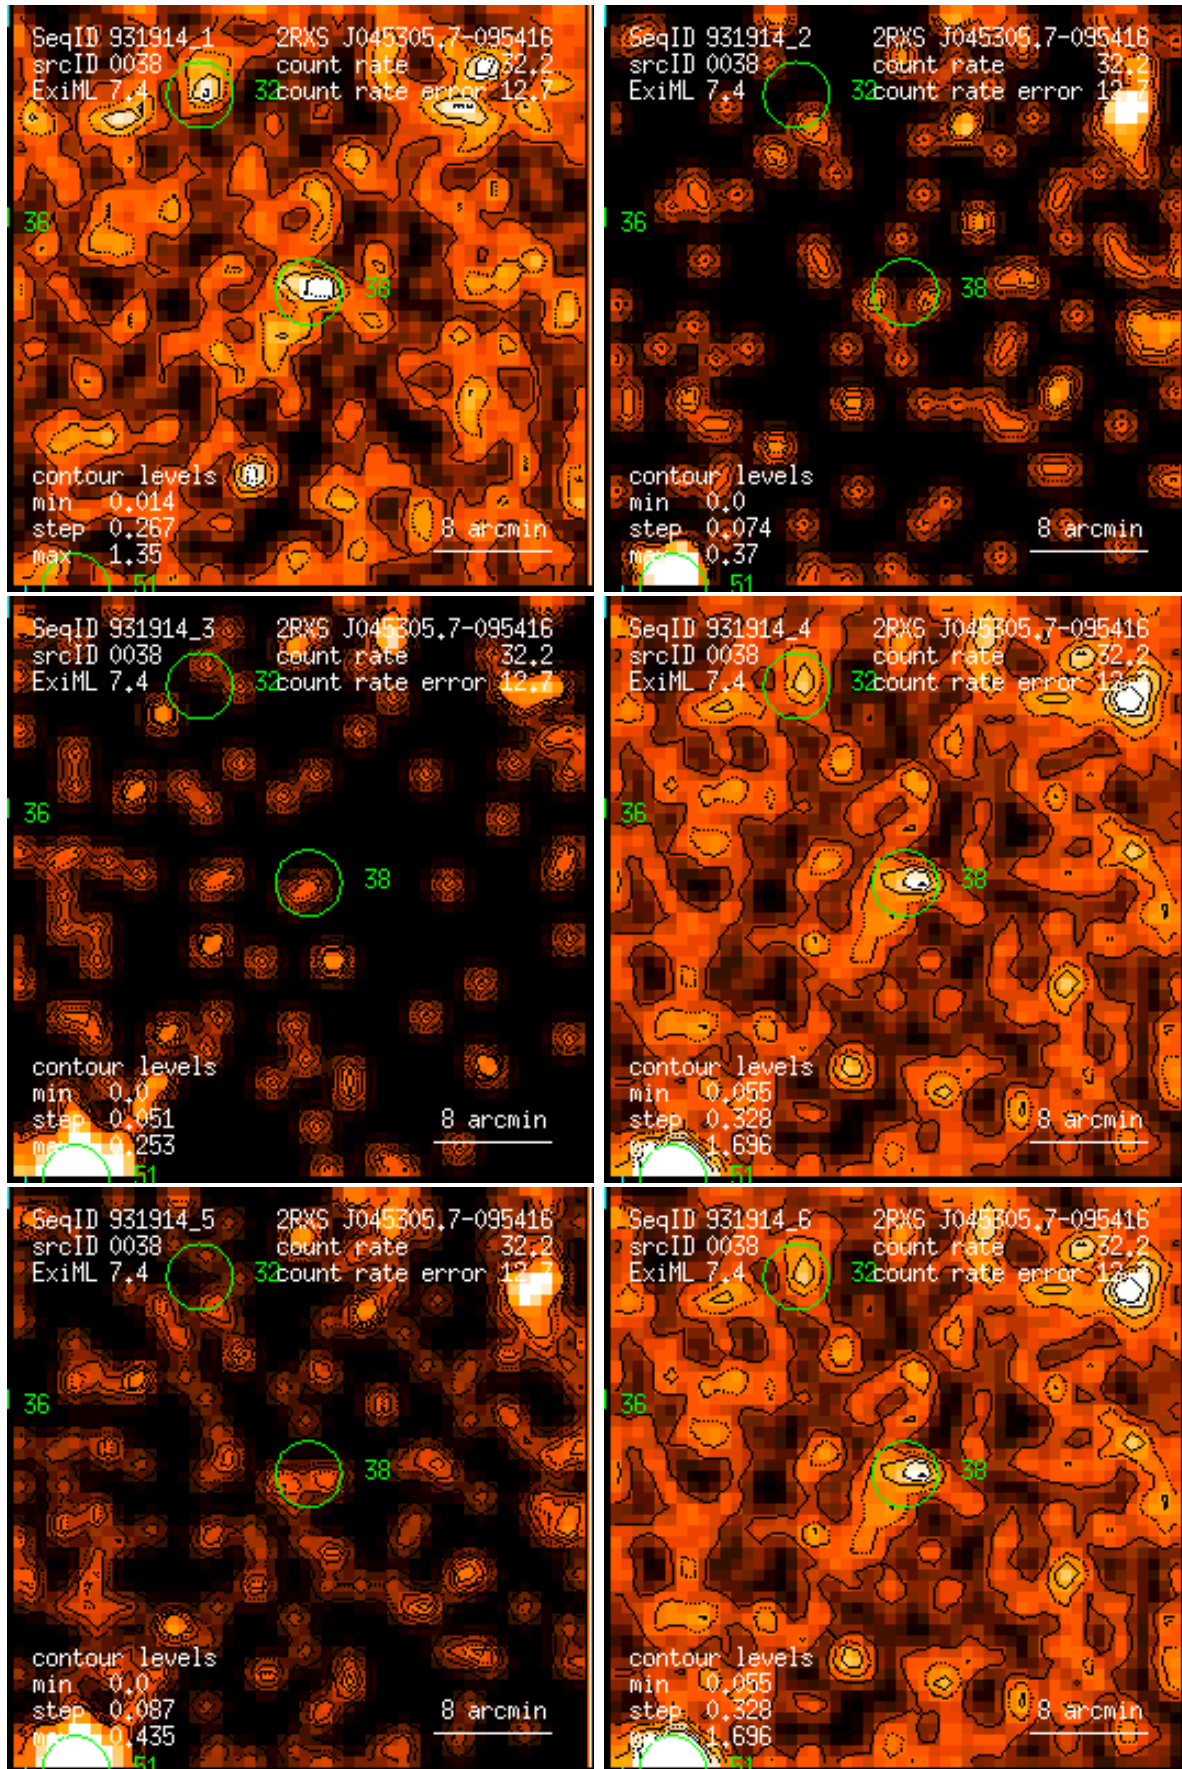 SeqID 931914_1 2RXS J045305.7-095416
srcID 0038 count rate 32.2
ExiML 7.4 32 count rate error 12.7
36
38
contour levels
min 0.014
step 0.267 8 arcmin
max 1.35
51
SeqID 931914_2 2RXS J045305.7-095416
srcID 0038 count rate 32.2
ExiML 7.4 32 count rate error 12.7
36
38
contour levels
min 0.0
step 0.074 8 arcmin
max 0.37
51
SeqID 931914_3 2RXS J045305.7-095416
srcID 0038 count rate 32.2
ExiML 7.4 32 count rate error 12.7
36
38
contour levels
min 0.0
step 0.051 8 arcmin
max 0.253
51
SeqID 931914_4 2RXS J045305.7-095416
srcID 0038 count rate 32.2
ExiML 7.4 32 count rate error 12.7
36
38
contour levels
min 0.055
step 0.328 8 arcmin
max 1.696
51
SeqID 931914_5 2RXS J045305.7-095416
srcID 0038 count rate 32.2
ExiML 7.4 32 count rate error 12.7
36
38
contour levels
min 0.0
step 0.087 8 arcmin
max 0.435
51
SeqID 931914_6 2RXS J045305.7-095416
srcID 0038 count rate 32.2
ExiML 7.4 32 count rate error 12.7
36
38
contour levels
min 0.055
step 0.328 8 arcmin
max 1.696
51